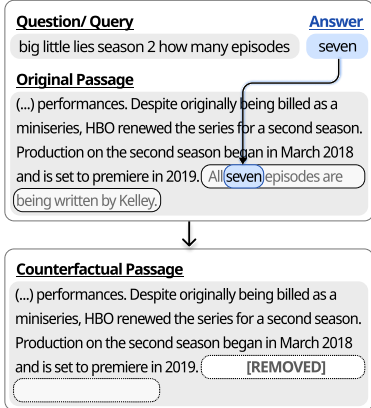 Question/ Query Answer
big little lies season 2 how many episodes seven
Original Passage
(...) performances. Despite originally being billed as a
miniseries, HBO renewed the series for a second season.
Production on the second season began in March 2018
and is set to premiere in 2019. All seven episodes are
being written by Kelley.
Counterfactual Passage
(...) performances. Despite originally being billed as a
miniseries, HBO renewed the series for a second season.
Production on the second season began in March 2018
and is set to premiere in 2019. [REMOVED]